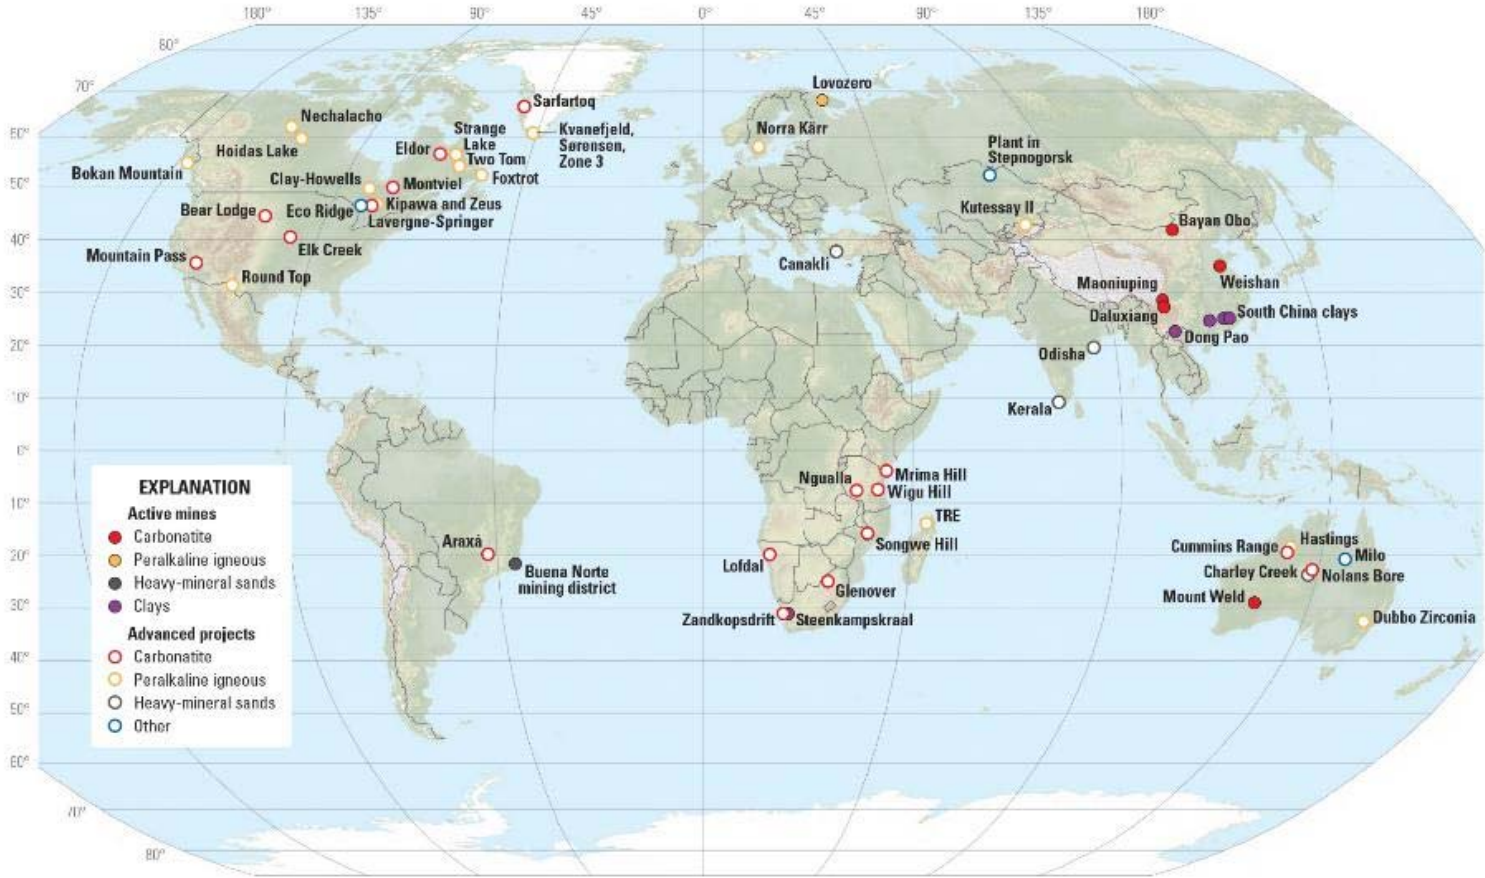 180° 135° 90° 45° 0° 45° 90° 135° 180°
80°
70°
60°
50°
40°
30°
20°
10°
0°
10°
20°
30°
40°
50°
60°
70°
80°
Lovozero
Sarfartoq
Nechalacho
Strange
Lake
Kvanefjeld,
Sørensen,
Zone 3
Norra Kärr
Plant in
Stepnogorsk
Hoidas Lake
Eldor
Two Tom
Bokan Mountain
Foxtrot
Clay-Howells
Montviel
Kipawa and Zeus
Kutessay II
Bear Lodge
Eco Ridge
Lavergne-Springer
Bayan Obo
Elk Creek
Mountain Pass
Canakli
Round Top
Maoniuping
Weishan
Daluxiang
South China clays
Dong Pao
Odisha
Kerala
Ngualla
Mrima Hill
Wigu Hill
TRE
Songwe Hill
Araxá
Buena Norte
mining district
Lofdal
Glenover
Zandkopsdrift
Steenkampskraal
Cummins Range
Hastings
Milo
Charley Creek
Nolans Bore
Mount Weld
Dubbo Zirconia
EXPLANATION
Active mines
Carbonatite
Peralkaline igneous
Heavy-mineral sands
Clays
Advanced projects
Carbonatite
Peralkaline igneous
Heavy-mineral sands
Other